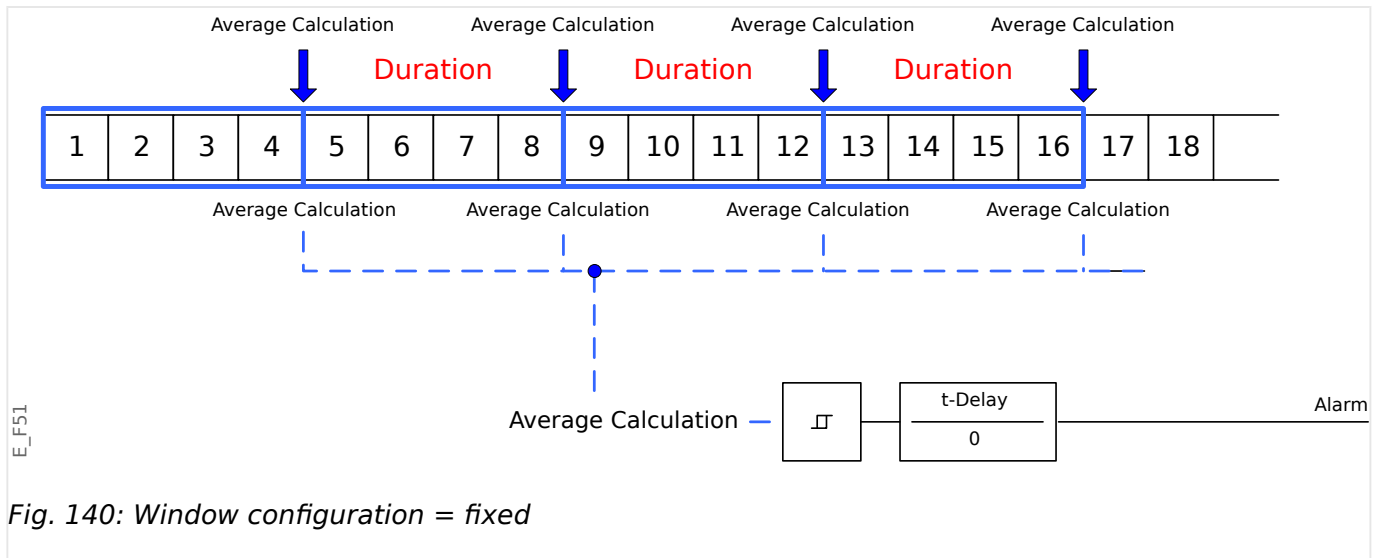 Average Calculation Average Calculation Average Calculation Average Calculation
Duration Duration Duration
1 2 3 4 5 6 7 8 9 10 11 12 13 14 15 16 17 18
Average Calculation Average Calculation Average Calculation Average Calculation
t-Delay
Alarm
Average Calculation
0
E_F51
Fig. 140: Window configuration = fixed